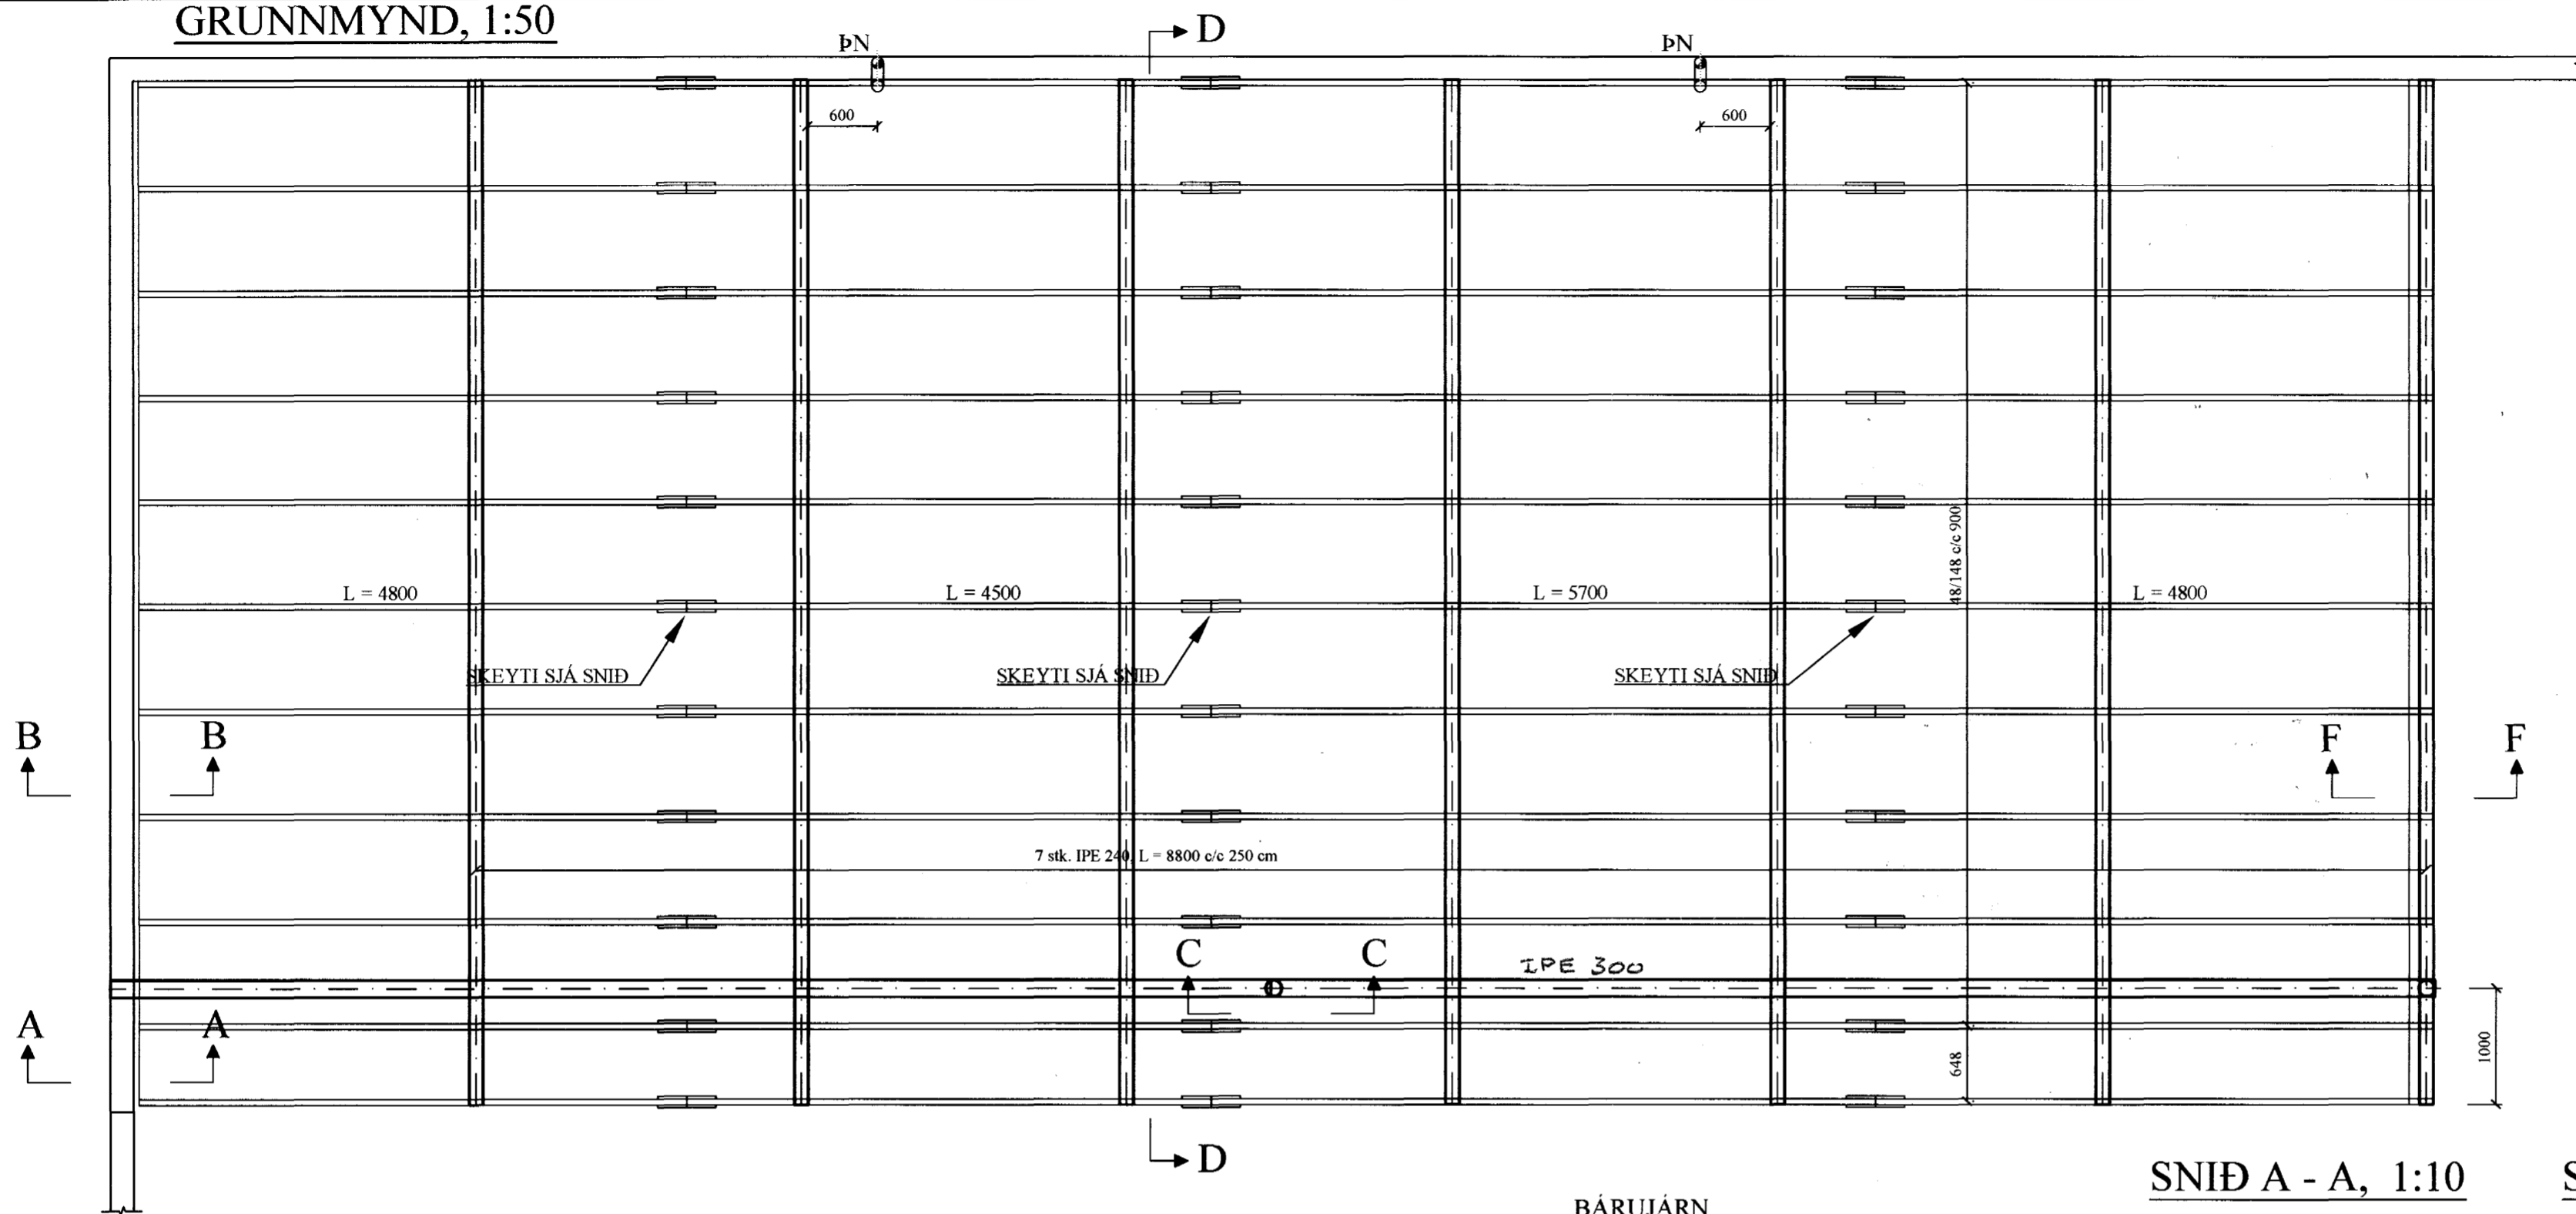 GRUNNMYND, 1:50
D
ÞN
ÞN
600
600
48/148 c/c 900
L = 4800
L = 4500
L = 5700
L = 4800
SKEYTI SJÁ SNIÐ
SKEYTI SJÁ SNIÐ
SKEYTI SJÁ SNIÐ
B
B
F
F
7 stk. IPE 240, L = 8800 c/c 250 cm
C
C
IPE 300
A
A
648
1000
D
SNIÐ A - A, 1:10
BÁRUJÁRN